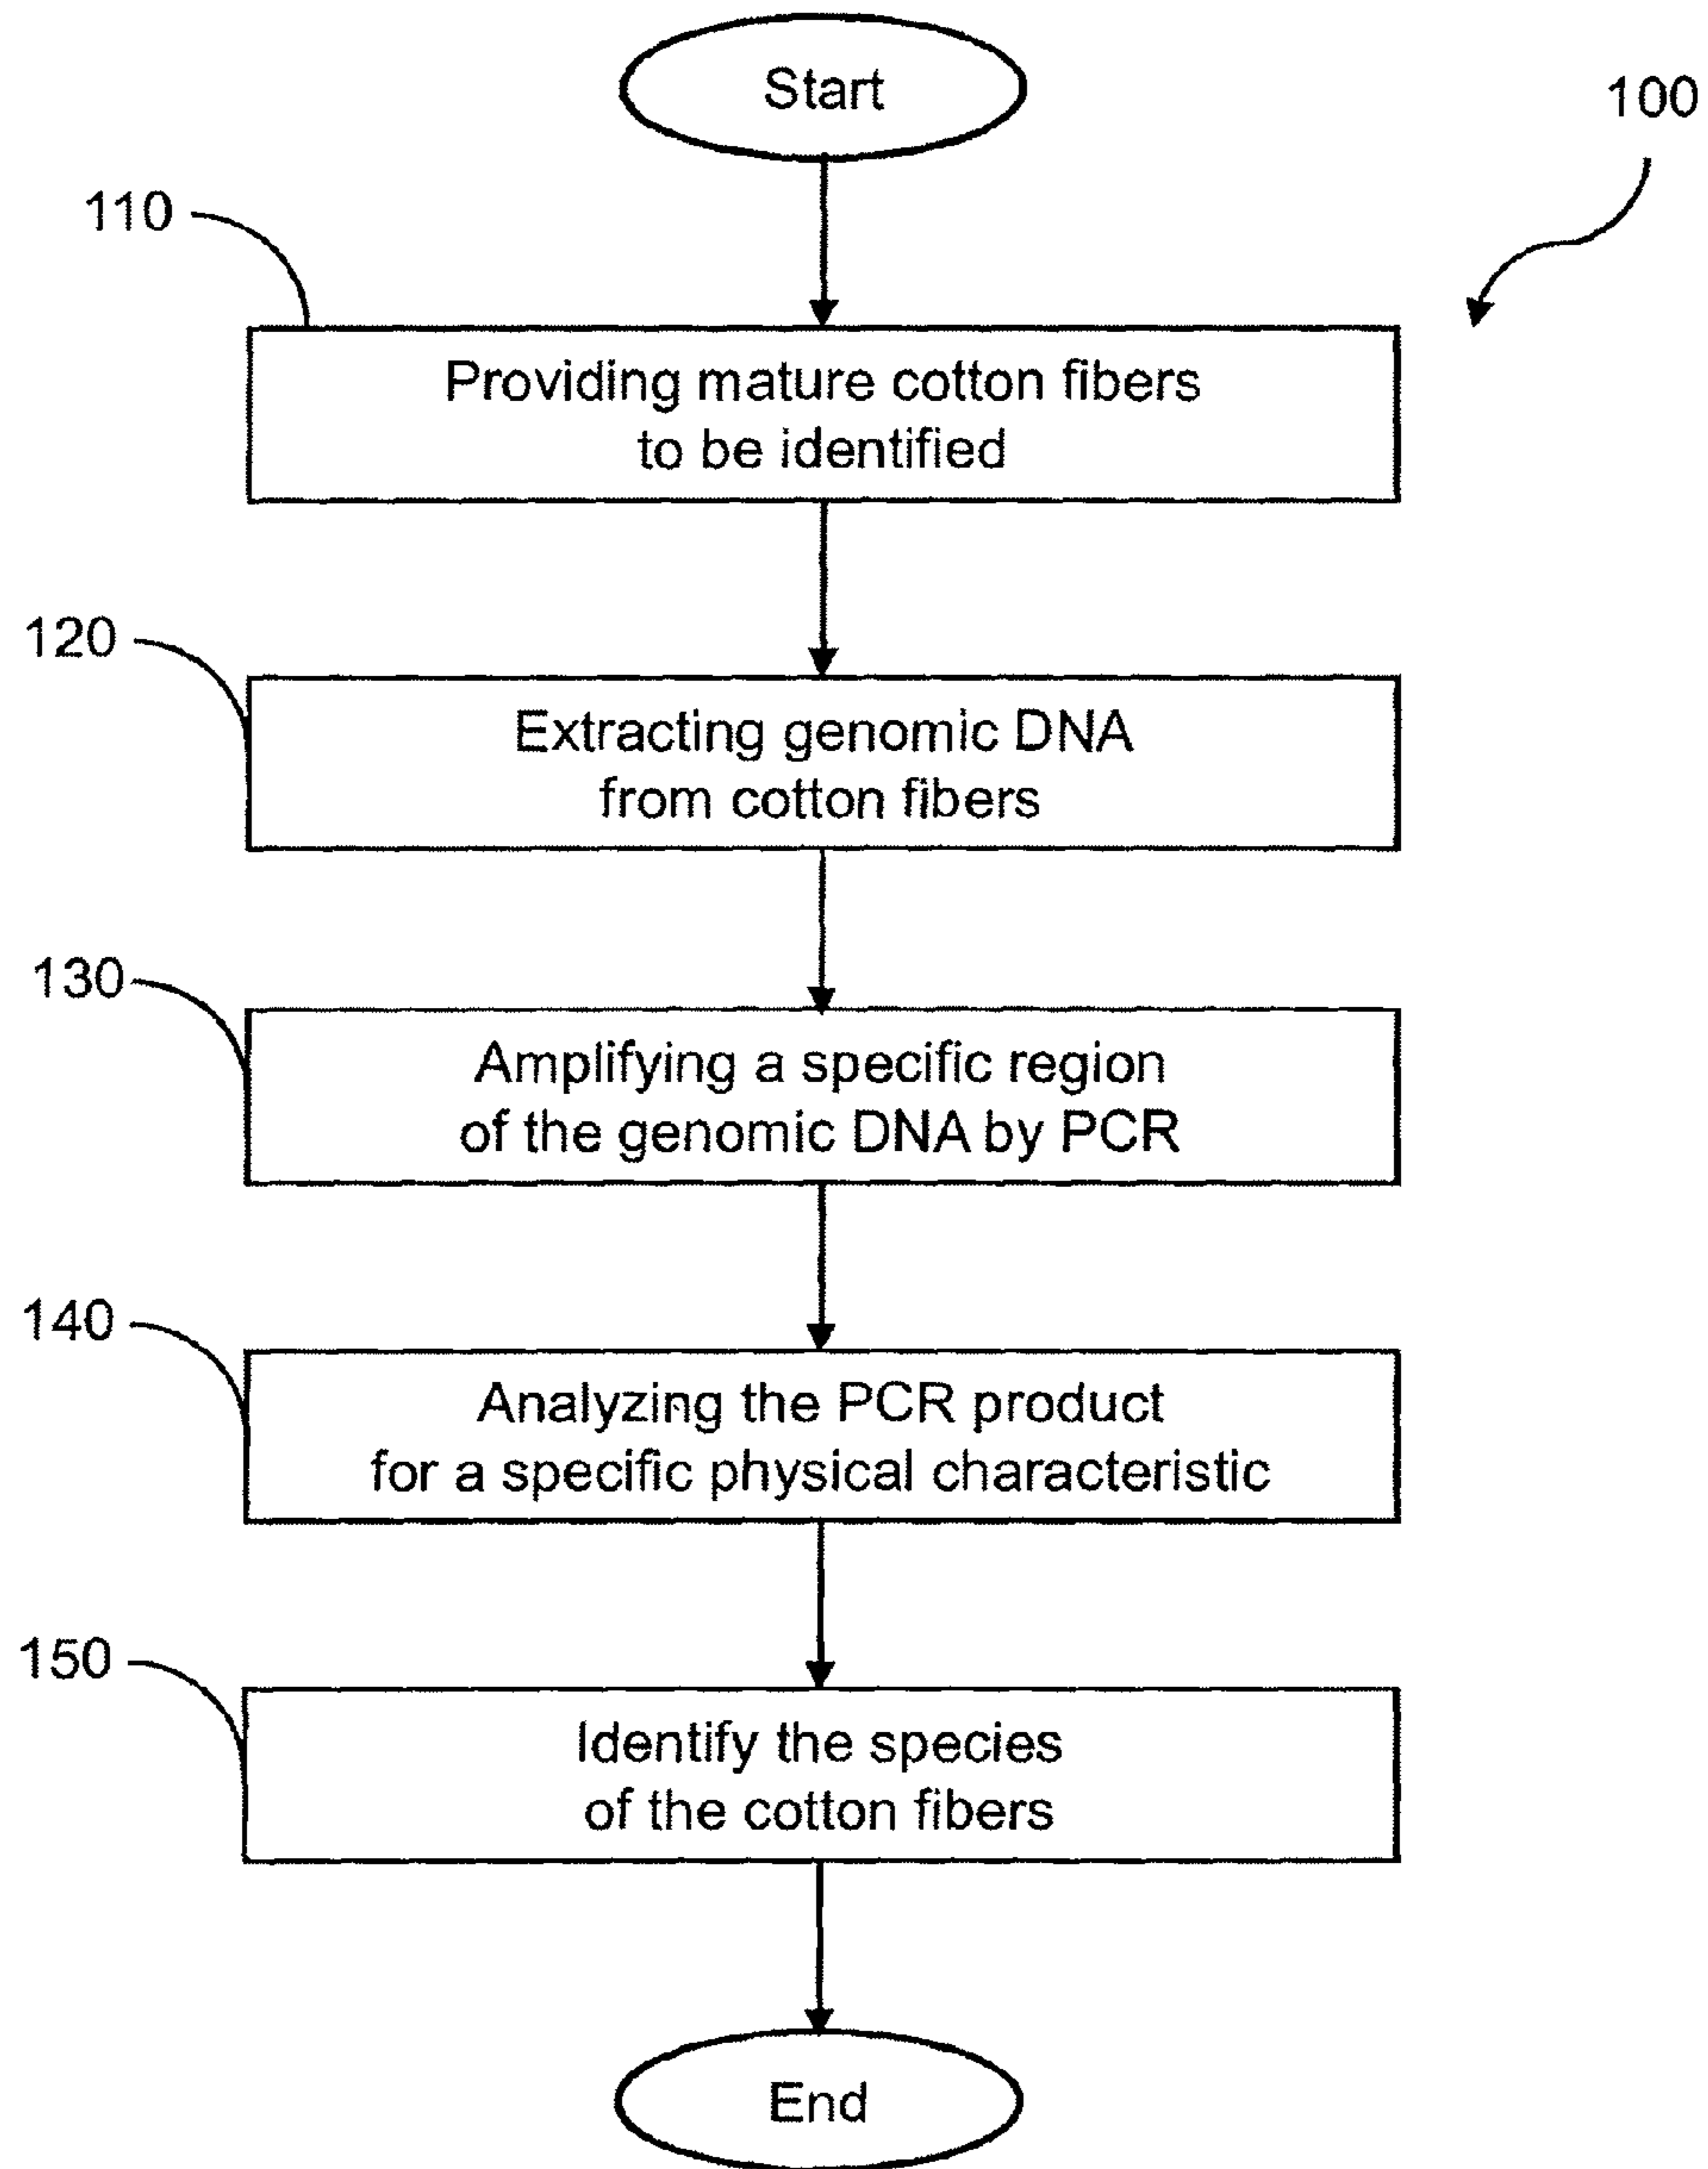 Start
100
110
Providing mature cotton fibers
to be identified
120
Extracting genomic DNA
from cotton fibers
130
Amplifying a specific region
of the genomic DNA by PCR
140
Analyzing the PCR product
for a specific physical characteristic
150
Identify the species
of the cotton fibers
End